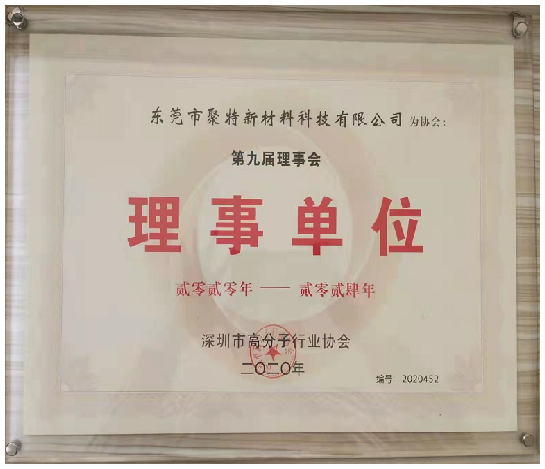 东莞市聚特新材料科技有限公司 为协会：
第九届理事会
理事单位
贰零贰零年 —— 贰零贰肆年
深圳市高分子行业协会
二〇二〇年
编号 2020452